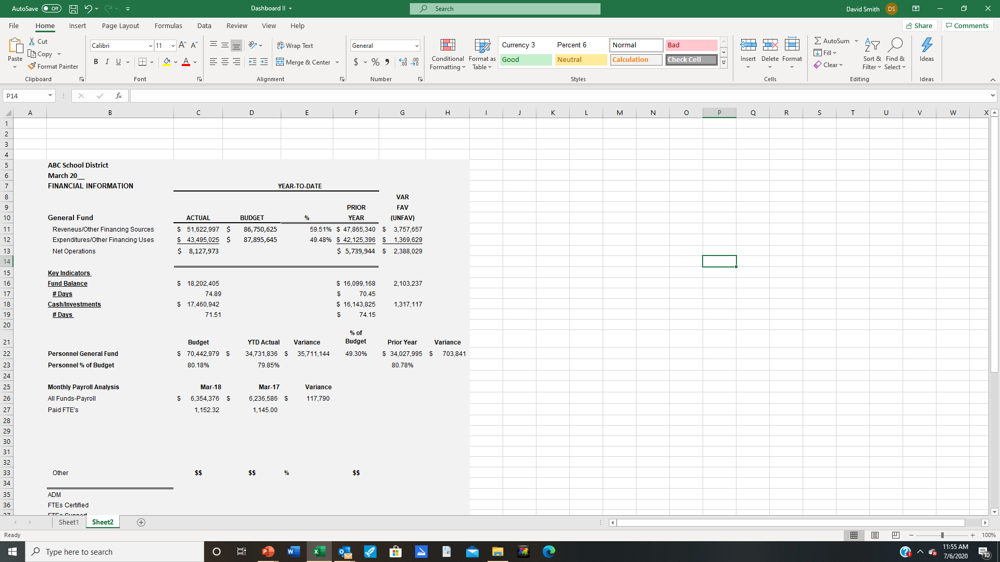 AutoSave Off Dashboard II Search David Smith DS
File Home Insert Page Layout Formulas Data Review View Help Share Comments
Paste Cut Copy Format Painter Clipboard
Calibri 11 A A B I U A Font
Wrap Text Merge & Center Alignment
General $ % Number
Conditional Formatting Format as Table
Currency 3 Percent 6 Normal Bad
Good Neutral Calculation Check Cell
Styles
Insert Delete Format Cells
AutoSum Fill Clear Sort & Filter Find & Select Editing
Ideas Ideas
P14 fx
A B C D E F G H I J K L M N O P Q R S T U V W X
1
2
3
4
5 ABC School District
6 March 20__
7 FINANCIAL INFORMATION YEAR-TO-DATE
8 VAR
9 PRIOR FAV
10 General Fund ACTUAL BUDGET % YEAR (UNFAV)
11 Reveneus/Other Financing Sources $ 51,622,997 $ 86,750,625 59.51% $ 47,865,340 $ 3,757,657
12 Expenditures/Other Financing Uses $ 43,495,025 $ 87,895,645 49.48% $ 42,125,396 $ 1,369,629
13 Net Operations $ 8,127,973 $ 5,739,944 $ 2,388,029
14
15 Key Indicators
16 Fund Balance $ 18,202,405 $ 16,099,168 2,103,237
17 # Days 74.89 $ 70.45
18 Cash/Investments $ 17,460,942 $ 16,143,825 1,317,117
19 # Days 71.51 $ 74.15
20
21 Budget YTD Actual Variance % of Budget Prior Year Variance
22 Personnel General Fund $ 70,442,979 $ 34,731,836 $ 35,711,144 49.30% $ 34,027,995 $ 703,841
23 Personnel % of Budget 80.18% 79.85% 80.78%
24
25 Monthly Payroll Analysis Mar-18 Mar-17 Variance
26 All Funds-Payroll $ 6,354,376 $ 6,236,586 $ 117,790
27 Paid FTE's 1,152.32 1,145.00
28
29
30
31
32
33 Other $$ $$ % $$
34
35 ADM
36 FTEs Certified
37 FTEs Support
Sheet1 Sheet2
Ready 100%
Type here to search 11:55 AM
7/6/2020 10